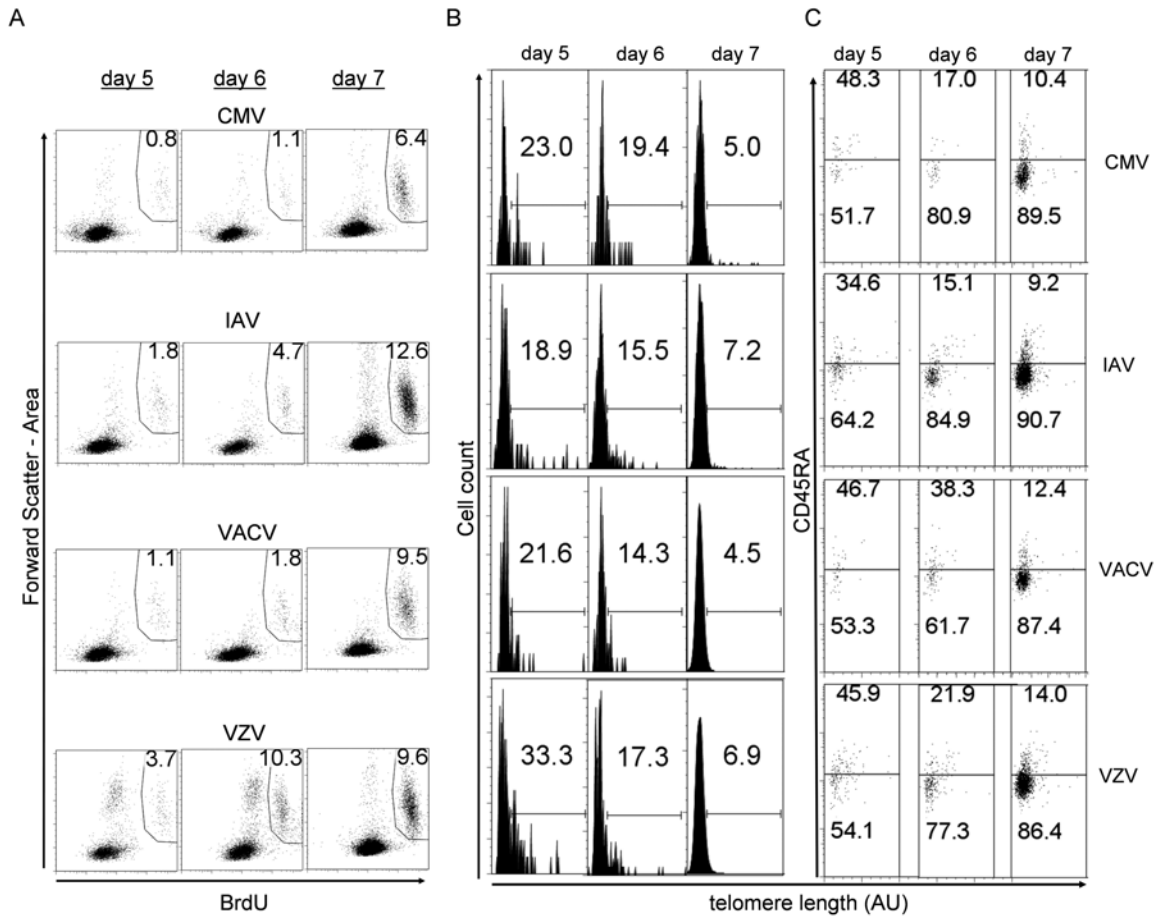 A
day 5 day 6 day 7
CMV
0.8 1.1 6.4
IAV
1.8 4.7 12.6
VACV
1.1 1.8 9.5
VZV
3.7 10.3 9.6
Forward Scatter - Area
BrdU
B
day 5 day 6 day 7
23.0 19.4 5.0
18.9 15.5 7.2
21.6 14.3 4.5
33.3 17.3 6.9
Cell count
C
day 5 day 6 day 7
48.3 17.0 10.4
CMV
51.7 80.9 89.5
34.6 15.1 9.2
IAV
64.2 84.9 90.7
46.7 38.3 12.4
VACV
53.3 61.7 87.4
45.9 21.9 14.0
VZV
54.1 77.3 86.4
CD45RA
telomere length (AU)